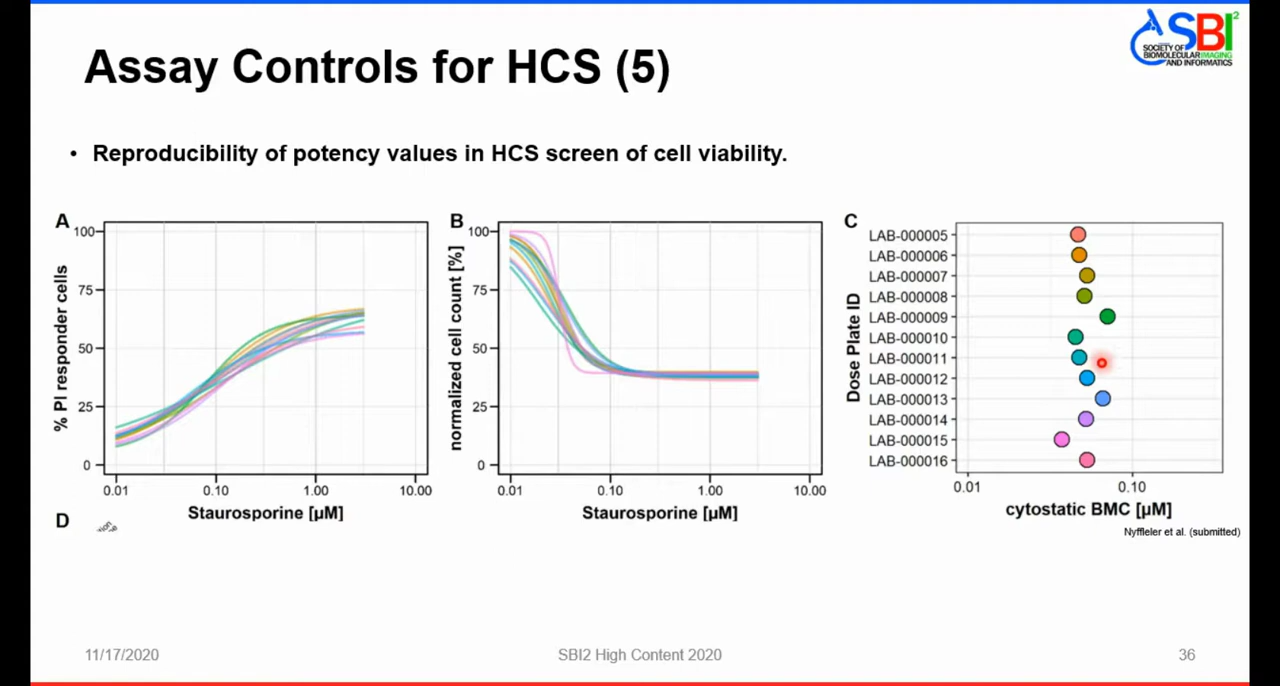 SBI2
SOCIETY OF
BIOMOLECULAR IMAGING
AND INFORMATICS
Assay Controls for HCS (5)
• Reproducibility of potency values in HCS screen of cell viability.
A
100
75
50
25
0
% PI responder cells
0.01 0.10 1.00 10.00
Staurosporine [µM]
B
100
75
50
25
0
normalized cell count [%]
0.01 0.10 1.00 10.00
Staurosporine [µM]
C
Dose Plate ID
LAB-000005
LAB-000006
LAB-000007
LAB-000008
LAB-000009
LAB-000010
LAB-000011
LAB-000012
LAB-000013
LAB-000014
LAB-000015
LAB-000016
0.01 0.10
cytostatic BMC [µM]
Nyffleler et al. (submitted)
D
11/17/2020
SBI2 High Content 2020
36